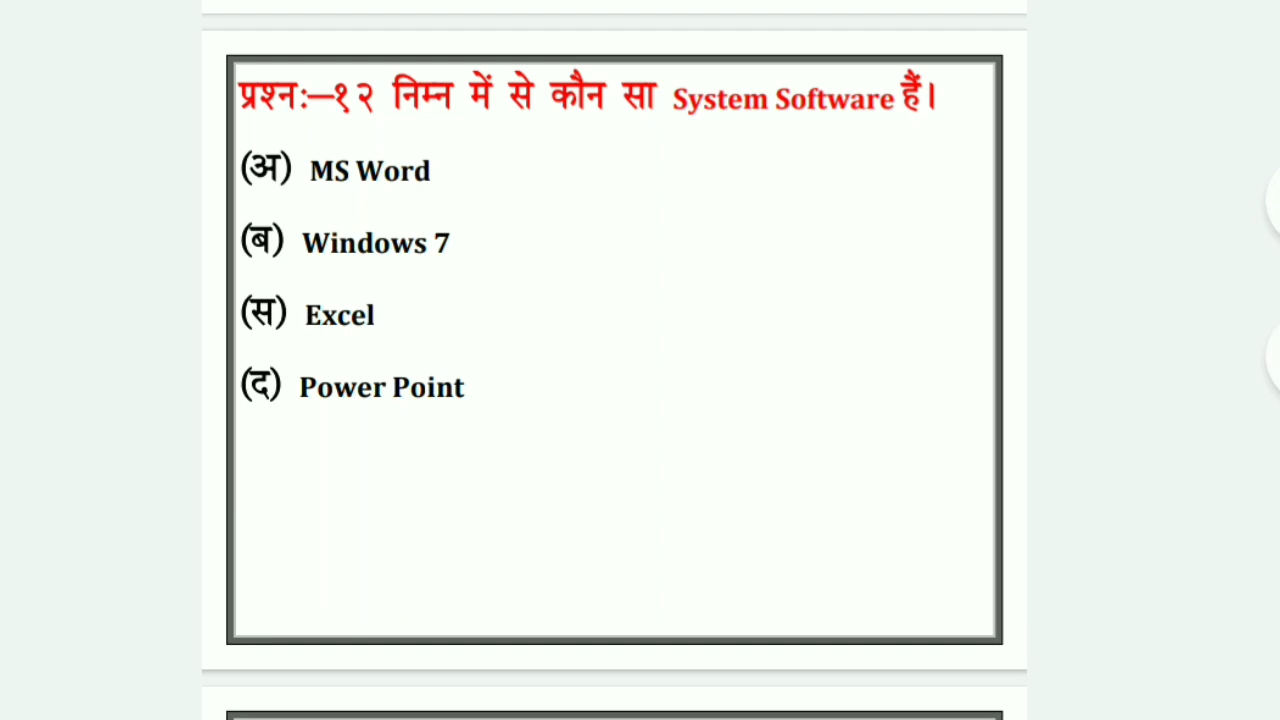 प्रश्नः–१२ निम्न में से कौन सा System Software हैं।
(अ) MS Word
(ब) Windows 7
(स) Excel
(द) Power Point